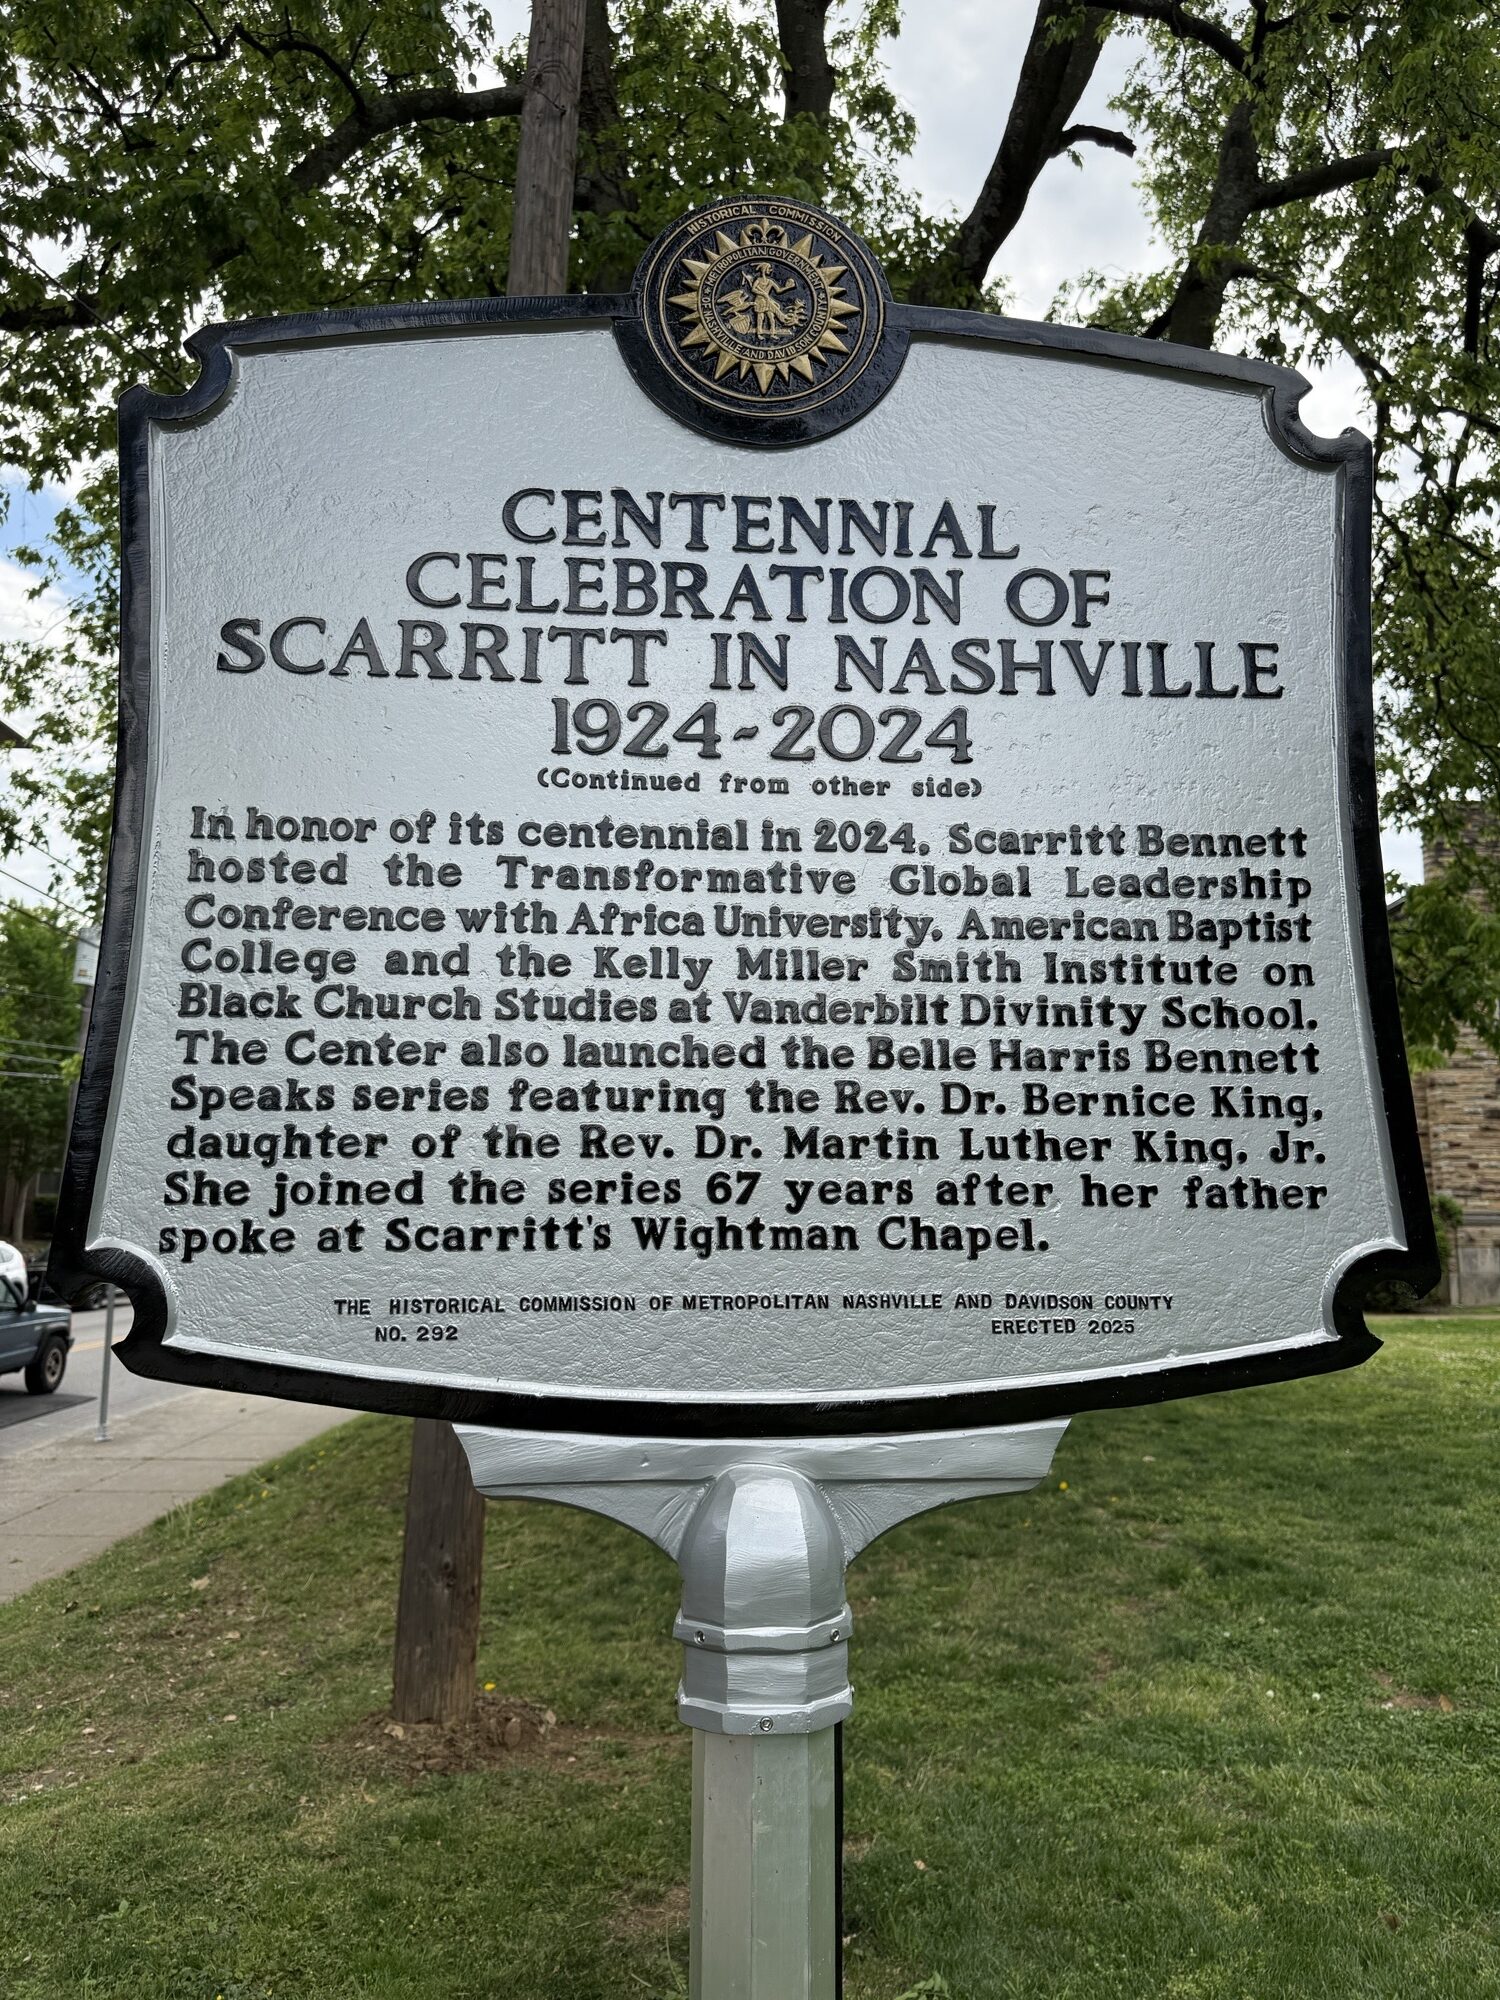 HISTORICAL COMMISSION
METROPOLITAN GOVERNMENT
OF NASHVILLE AND DAVIDSON COUNTY
CENTENNIAL
CELEBRATION OF
SCARRITT IN NASHVILLE
1924-2024
(Continued from other side)
In honor of its centennial in 2024, Scarritt Bennett
hosted the Transformative Global Leadership
Conference with Africa University, American Baptist
College and the Kelly Miller Smith Institute on
Black Church Studies at Vanderbilt Divinity School.
The Center also launched the Belle Harris Bennett
Speaks series featuring the Rev. Dr. Bernice King,
daughter of the Rev. Dr. Martin Luther King, Jr.
She joined the series 67 years after her father
spoke at Scarritt's Wightman Chapel.
THE HISTORICAL COMMISSION OF METROPOLITAN NASHVILLE AND DAVIDSON COUNTY
NO. 292 ERECTED 2025